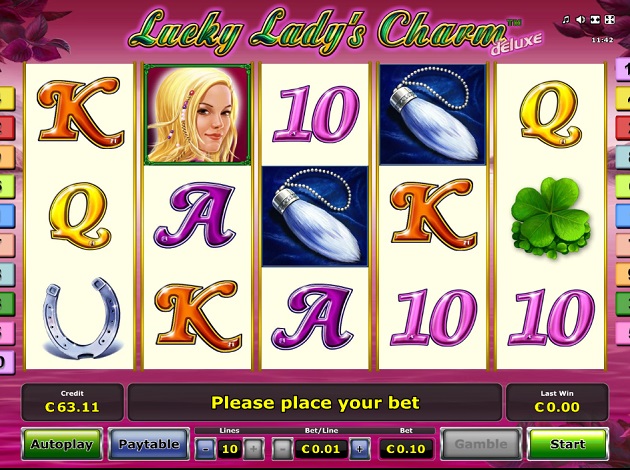 Lucky Lady's Charm™
deluxe
11:42
K 10 Q
Q A K
K A 10 10
Credit
€ 63.11
Please place your bet
Last Win
€ 0.00
Autoplay
Paytable
Lines
- 10 +
Bet/Line
- € 0.01 +
Bet
€ 0.10
Gamble
Start